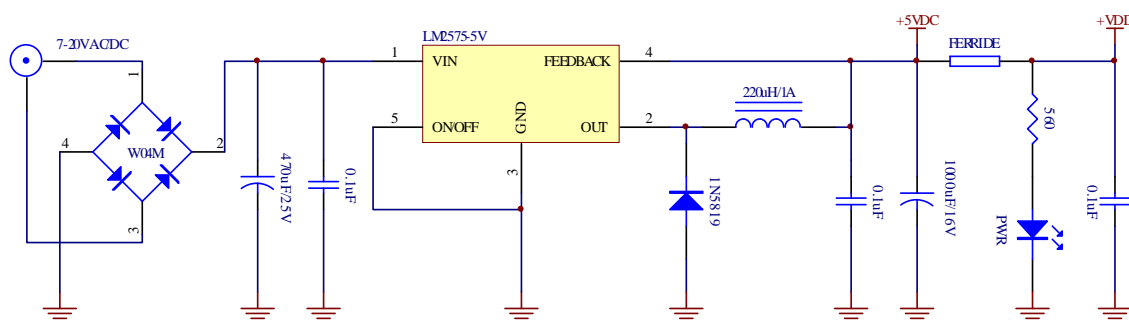 7-20VAC/DC
1
4
W04M
2
3
470uF/25V
0.1uF
LM2575-5V
1
VIN
FEEDBACK
4
5
ON/OFF
GND
OUT
2
3
1N5819
220uH/1A
0.1uF
+5VDC
1000uF/16V
FERRIDE
560
PWR
+VDD
0.1uF